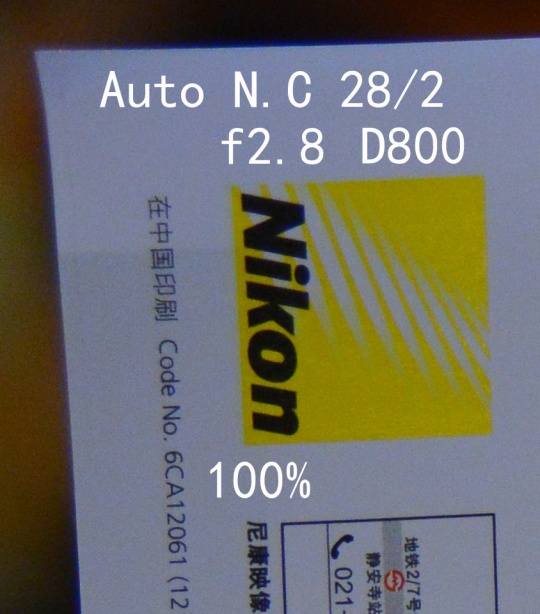 Auto N.C 28/2
f2.8 D800
Nikon
在中国印刷 Code No. 6CA12061 (12
100%
尼康映像
地铁2/7号
静安寺站
021-